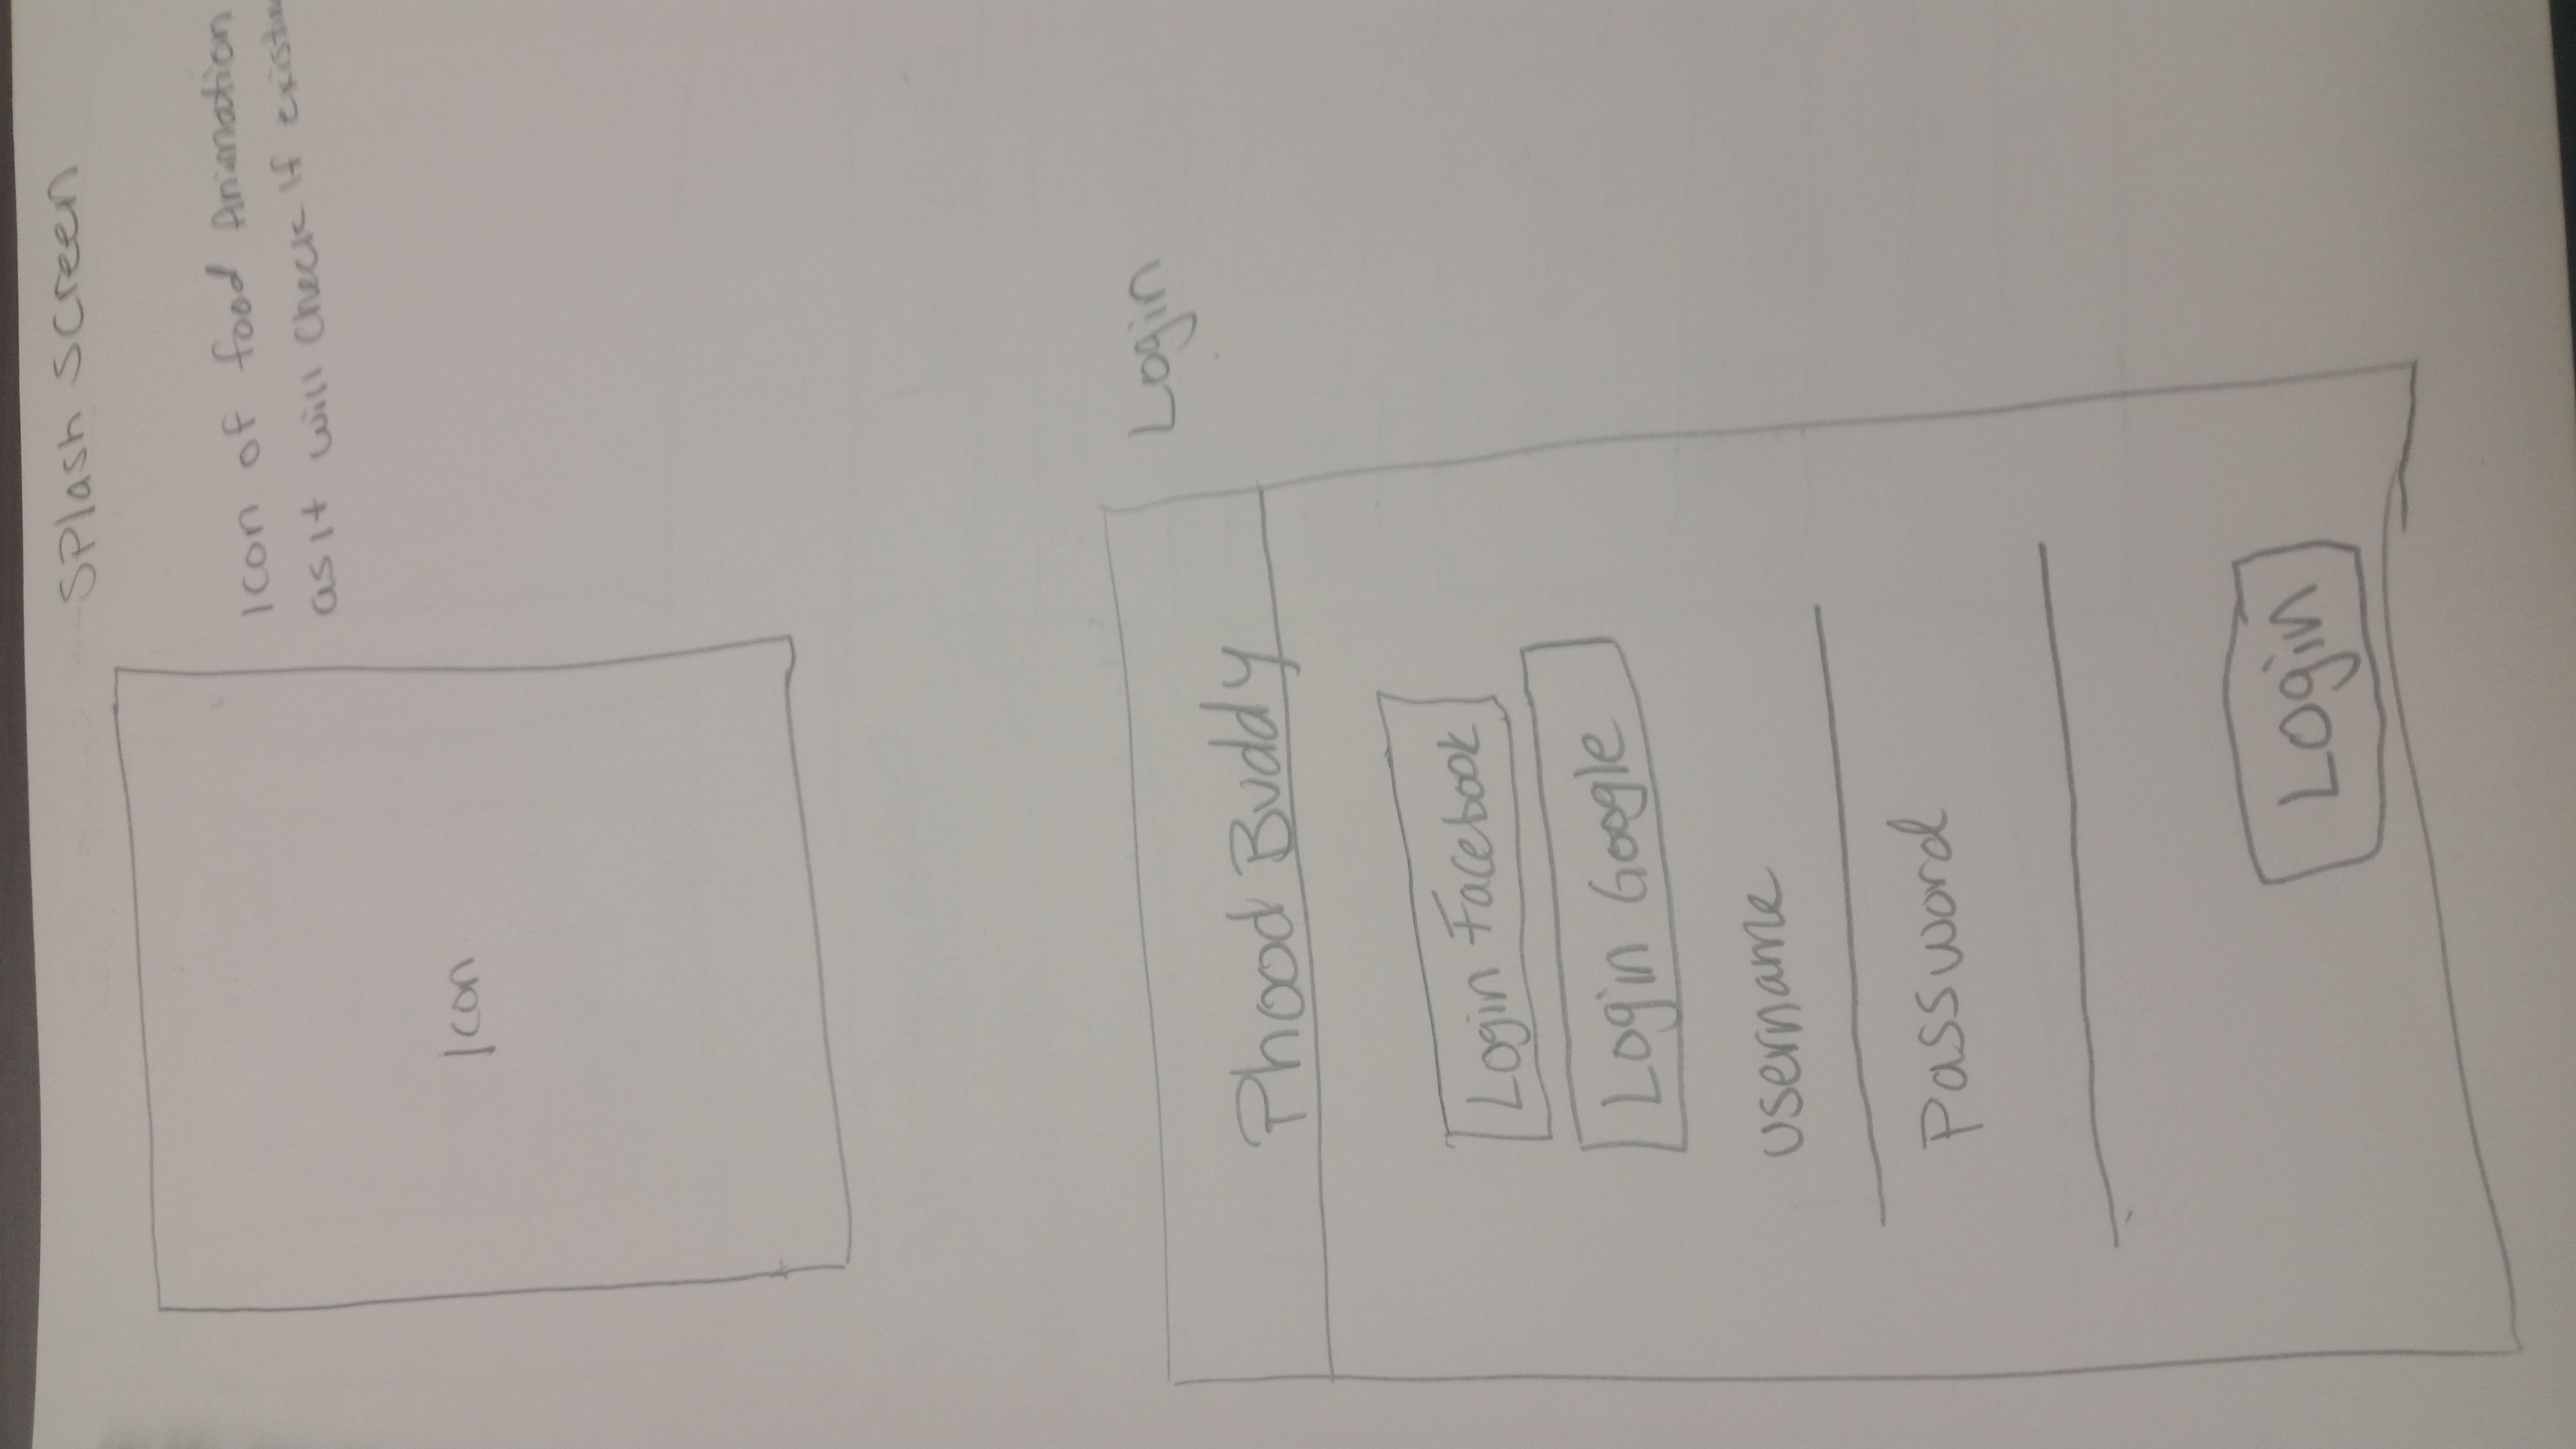 Splash Screen
Icon of food Animation
as it will check if
Icon
Login
Phood Buddy
Login Facebook
Login Google
username
Password
Login